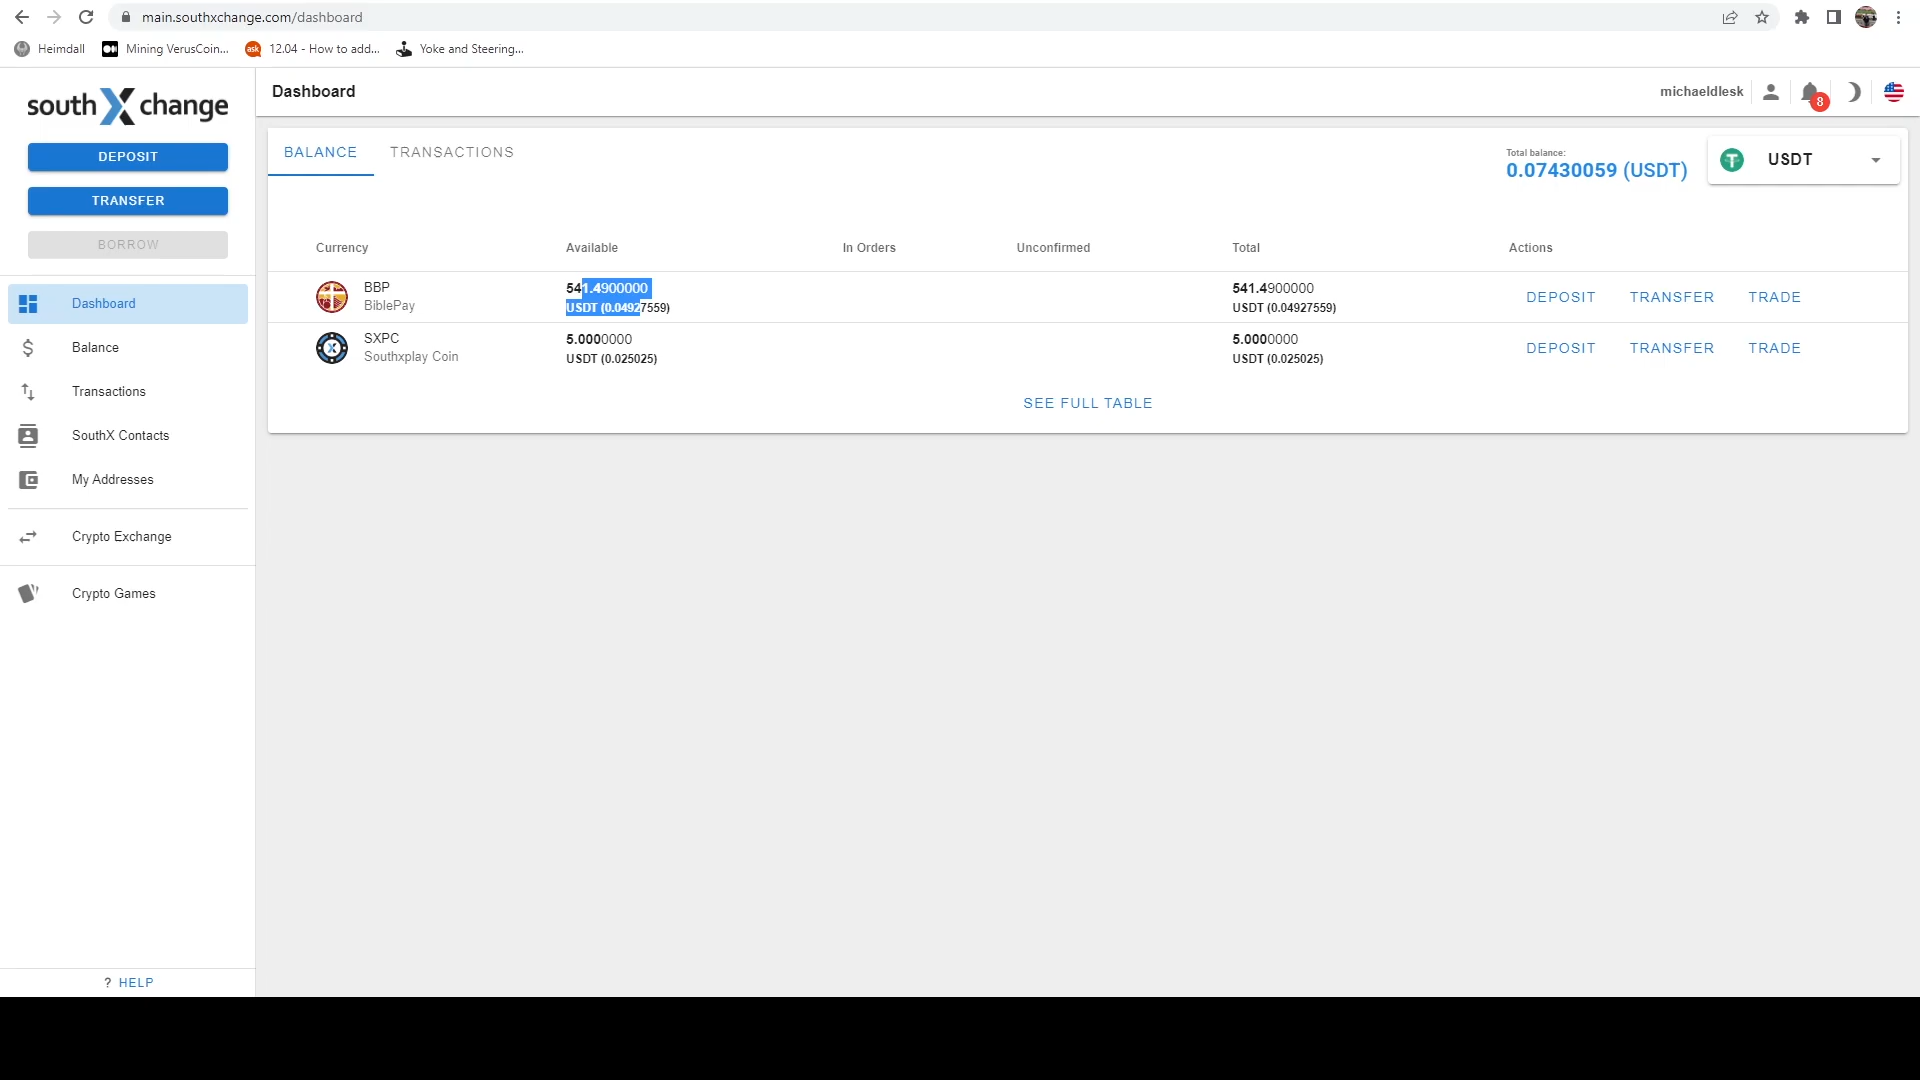 main.southxchange.com/dashboard
Heimdall
Mining VerusCoin...
ask
12.04 - How to add...
Yoke and Steering...
southXchange
DEPOSIT
TRANSFER
BORROW
Dashboard
Balance
Transactions
SouthX Contacts
My Addresses
Crypto Exchange
Crypto Games
? HELP
Dashboard
michaeldlesk
8
BALANCE
TRANSACTIONS
Total balance:
0.07430059 (USDT)
USDT
Currency Available In Orders Unconfirmed Total Actions
BBP
BiblePay
541.4900000
USDT (0.04927559)
541.4900000
USDT (0.04927559)
DEPOSIT TRANSFER TRADE
SXPC
Southxplay Coin
5.0000000
USDT (0.025025)
5.0000000
USDT (0.025025)
DEPOSIT TRANSFER TRADE
SEE FULL TABLE